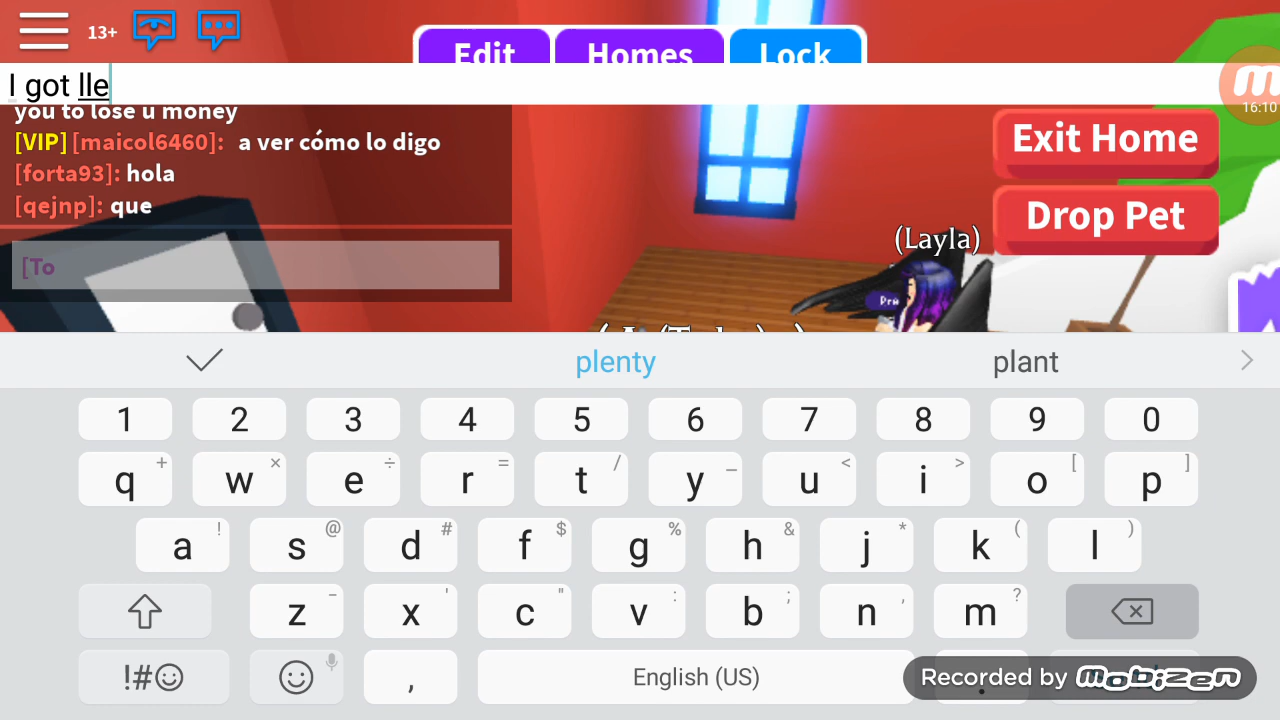 13+
Edit Homes Lock
I got lle
16:10
you to lose u money
[VIP] [maicol6460]: a ver cómo lo digo
[forta93]: hola
[qejnp]: que
Exit Home
Drop Pet
[To
(Layla)
plenty plant
1 2 3 4 5 6 7 8 9 0
q + w × e ÷ r = t / y _ u < i > o [ p ]
a ! s @ d # f $ g % h & j * k ( l )
z - x ' c " v : b ; n , m ?
!#☺ , English (US) .
Recorded by mobizen